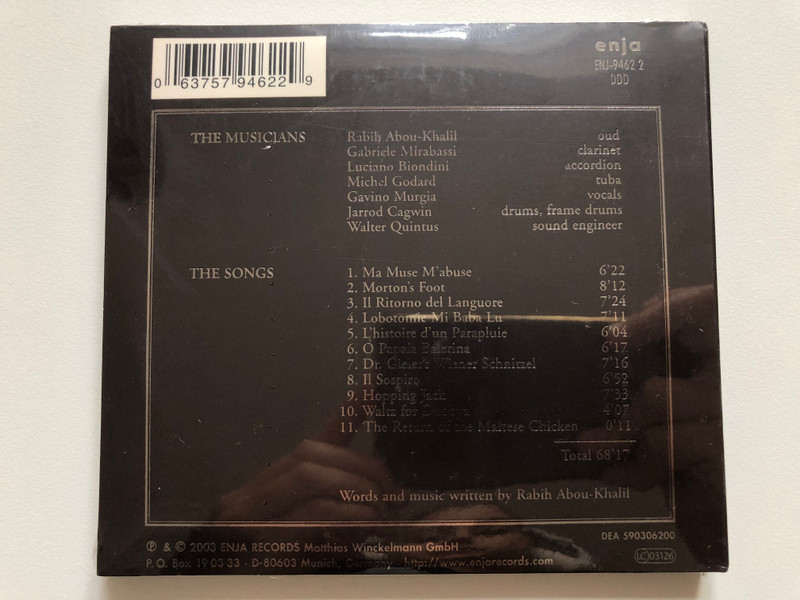 0 63757 94622 9
enja
ENJ-9462 2
DDD
THE MUSICIANS
Rabih Abou-Khalil oud
Gabriele Mirabassi clarinet
Luciano Biondini accordion
Michel Godard tuba
Gavino Murgia vocals
Jarrod Cagwin drums, frame drums
Walter Quintus sound engineer
THE SONGS
1. Ma Muse M'abuse 6'22
2. Morton's Foot 8'12
3. Il Ritorno del Languore 7'24
4. Lobotomie Mi Baba Lu 7'11
5. L'histoire d'un Parapluie 6'04
6. O Papaia Balerina 6'17
7. Dr. Gieler's Wiener Schnitzel 7'16
8. Il Sospiro 6'52
9. Hopping Jack 7'33
10. Waltz for 4'07
11. The Return of the Maltese Chicken 0'11
Total 68'17
Words and music written by Rabih Abou-Khalil
℗ & © 2003 ENJA RECORDS Matthias Winckelmann GmbH
P.O. Box 19 03 33 · D-80603 Munich, Germany · http://www.enjarecords.com
DEA 590306200
LC 03126